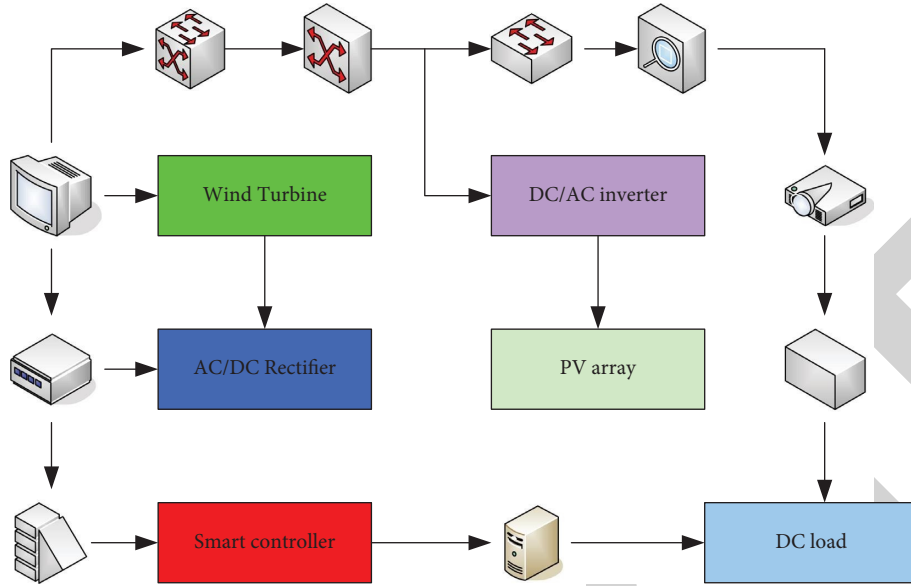 Wind Turbine
DC/AC inverter
AC/DC Rectifier
PV array
Smart controller
DC load